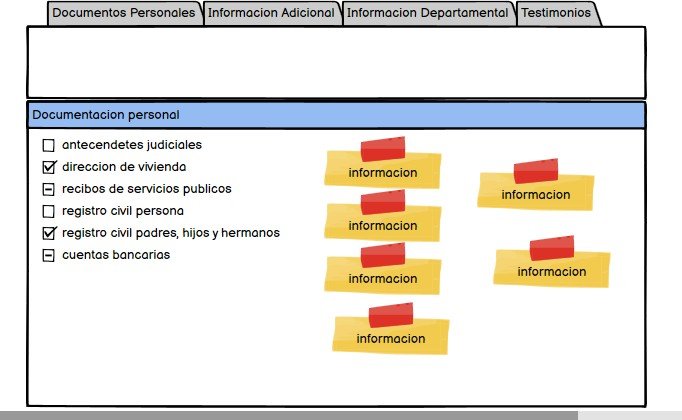 Documentos Personales
Informacion Adicional
Informacion Departamental
Testimonios
Documentacion personal
antecendetes judiciales
direccion de vivienda
recibos de servicios publicos
registro civil persona
registro civil padres, hijos y hermanos
cuentas bancarias
informacion
informacion
informacion
informacion
informacion
informacion